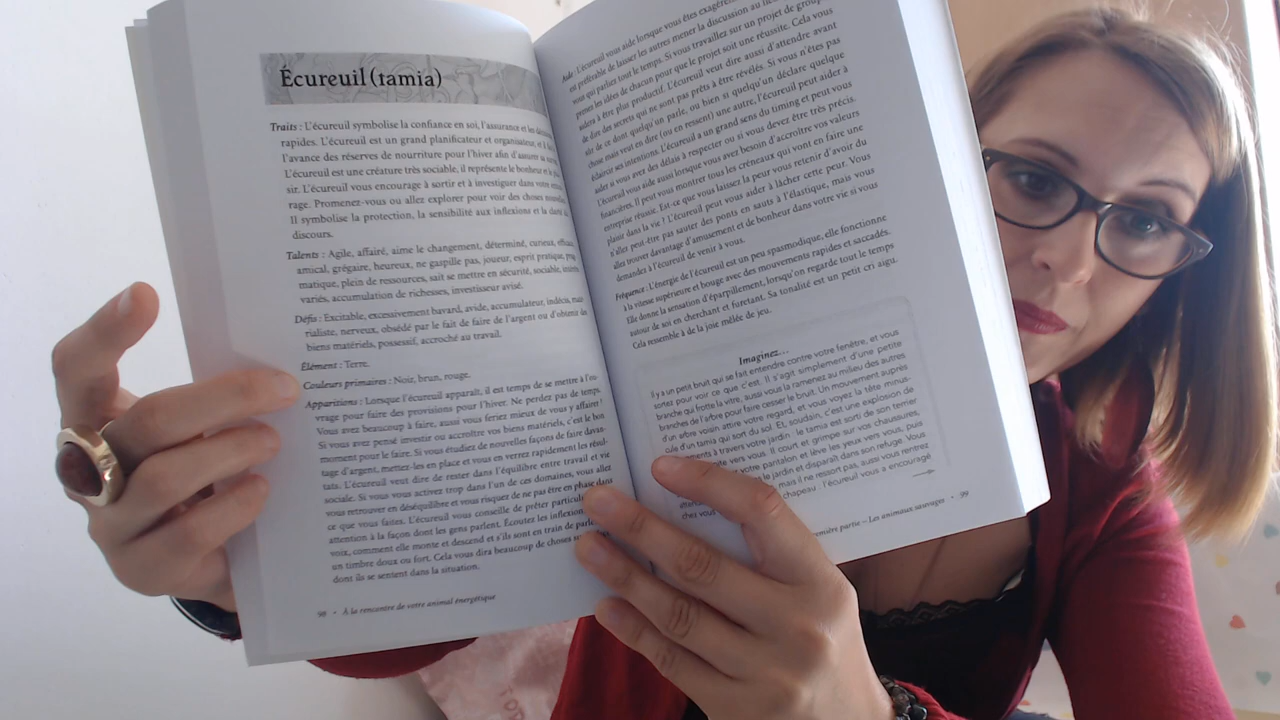 Écureuil (tamia)
Traits : L'écureuil symbolise la confiance en soi, l'assurance et les
rapides. L'écureuil est un grand planificateur et organisateur, et il
l'avance des réserves de nourriture pour l'hiver afin d'assurer sa
L'écureuil est une créature très sociable, il représente le bonheur et le
sir. L'écureuil vous encourage à sortir et à investiguer dans votre
rage. Promenez-vous ou allez explorer pour voir des choses
Il symbolise la protection, la sensibilité aux inflexions et la clarté du
discours.
Talents : Agile, affairé, aime le changement, déterminé, curieux, efficace,
amical, grégaire, heureux, ne gaspille pas, joueur, esprit pratique,
matique, plein de ressources, sait se mettre en sécurité, sociable,
variés, accumulation de richesses, investisseur avisé.
Défis : Excitable, excessivement bavard, avide, accumulateur, indécis,
rialiste, nerveux, obsédé par le fait de faire de l'argent ou d'obtenir des
biens matériels, possessif, accroché au travail.
Élément : Terre.
Couleurs primaires : Noir, brun, rouge.
Apparitions : Lorsque l'écureuil apparaît, il est temps de se mettre à l'ou-
vrage pour faire des provisions pour l'hiver. Ne perdez pas de temps.
Vous avez beaucoup à faire, aussi vous feriez mieux de vous y affairer !
Si vous avez pensé investir ou accroître vos biens matériels, c'est le bon
moment pour le faire. Si vous étudiez de nouvelles façons de faire davan-
tage d'argent, mettez-les en place et vous en verrez rapidement les résul-
tats. L'écureuil veut dire de rester dans l'équilibre entre travail et vie
sociale. Si vous vous activez trop dans l'un de ces domaines, vous allez
vous retrouver en déséquilibre et vous risquez de ne pas être en phase dans
ce que vous faites. L'écureuil vous conseille de prêter
attention à la façon dont les gens parlent. Écoutez les
voix, comment elle monte et descend et s'ils sont en train de
un timbre doux ou fort. Cela vous dira beaucoup de choses
dont ils se sentent dans la situation.
98 • À la rencontre de votre animal énergétique
Aide : L'écureuil vous aide lorsque vous êtes
est préférable de laisser les autres mener la discussion au
vous qui parliez tout le temps. Si vous travaillez sur un projet de groupe,
prenez les idées de chacun pour que le projet soit une réussite. Cela vous
aidera à être plus productif. L'écureuil veut dire aussi d'attendre avant
de dire des secrets qui ne sont pas prêts à être révélés. Si vous n'êtes pas
sûr de ce dont quelqu'un parle, ou bien si quelqu'un déclare quelque
chose mais veut en dire (ou en ressent) une autre, l'écureuil peut aider à
éclaircir ses intentions. L'écureuil a un grand sens du timing et peut vous
aider si vous avez des délais à respecter ou si vous devez être très précis.
L'écureuil vous aide aussi lorsque vous avez besoin d'accroître vos valeurs
financières. Il peut vous montrer tous les créneaux qui vont en faire une
entreprise réussie. Est-ce que vous laissez la peur vous retenir d'avoir du
plaisir dans la vie ? L'écureuil peut vous aider à lâcher cette peur. Vous
n'allez peut-être pas sauter des ponts en sauts à l'élastique, mais vous
allez trouver davantage d'amusement et de bonheur dans votre vie si vous
demandez à l'écureuil de venir à vous.
Fréquence : L'énergie de l'écureuil est un peu spasmodique, elle fonctionne
à la vitesse supérieure et bouge avec des mouvements rapides et saccadés.
Elle donne la sensation d'éparpillement, lorsqu'on regarde tout le temps
autour de soi en cherchant et furetant. Sa tonalité est un petit cri aigu.
Cela ressemble à de la joie mêlée de jeu.
Imaginez...
Il y a un petit bruit qui se fait entendre contre votre fenêtre, et vous
sortez pour voir ce que c'est. Il s'agit simplement d'une petite
branche qui frotte la vitre, aussi vous la ramenez au milieu des autres
branches de l'arbre pour faire cesser le bruit. Un mouvement auprès
d'un arbre voisin attire votre regard, et vous voyez la tête minus-
cule d'un tamia qui sort du sol. Et, soudain, c'est une explosion de
à travers votre jardin : le tamia est sorti de son terrier
vers vous. Il court et grimpe sur vos chaussures,
votre pantalon et lève les yeux vers vous, puis
le jardin et disparaît dans son refuge. Vous
mais il ne ressort pas, aussi vous rentrez
chez vous chapeau : l'écureuil vous a encouragé
partie – Les animaux sauvages • 99